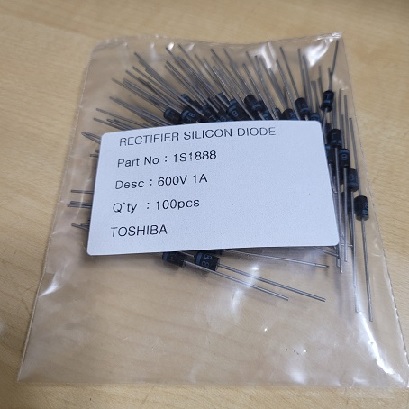 RECTIFIER SILICON DIODE
Part No : 1S1888
Desc : 600V 1A
Q'ty : 100pcs
TOSHIBA